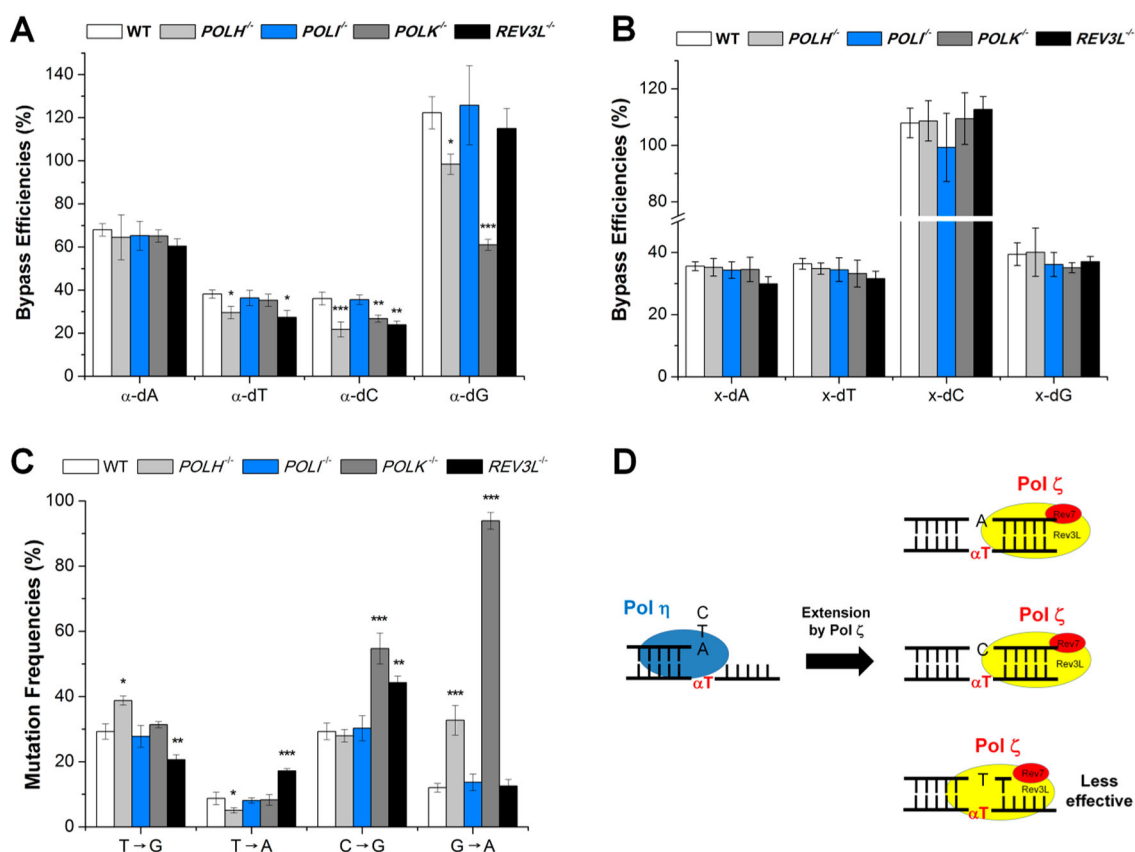 A
WT POLH-/- POLI-/- POLK-/- REV3L-/-
Bypass Efficiencies (%)
140
120
100
80
60
40
20
0
* * *** ** ** * ***
α-dA α-dT α-dC α-dG
B
WT POLH-/- POLI-/- POLK-/- REV3L-/-
Bypass Efficiencies (%)
120
100
80
40
20
0
x-dA x-dT x-dC x-dG
C
WT POLH-/- POLI-/- POLK-/- REV3L-/-
Mutation Frequencies (%)
100
80
60
40
20
0
* ** * *** *** ** *** ***
T→G T→A C→G G→A
D
Pol η
C
T
A
αT
Extension
by Pol ζ
Pol ζ
A
Rev7
Rev3L
αT
Pol ζ
C
Rev7
Rev3L
αT
Pol ζ
T
Rev7
Rev3L
αT
Less
effective